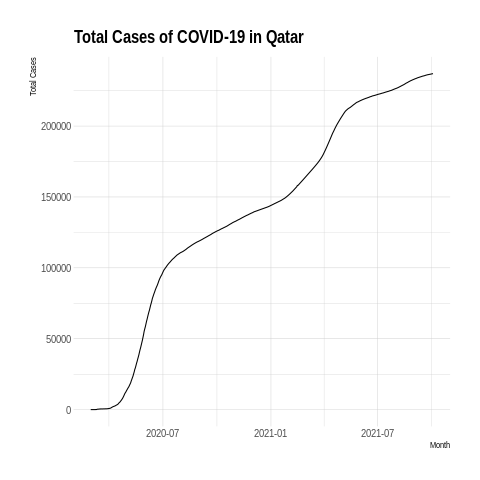 Total Cases of COVID-19 in Qatar
Total Cases
200000
150000
100000
50000
0
2020-07 2021-01 2021-07
Month